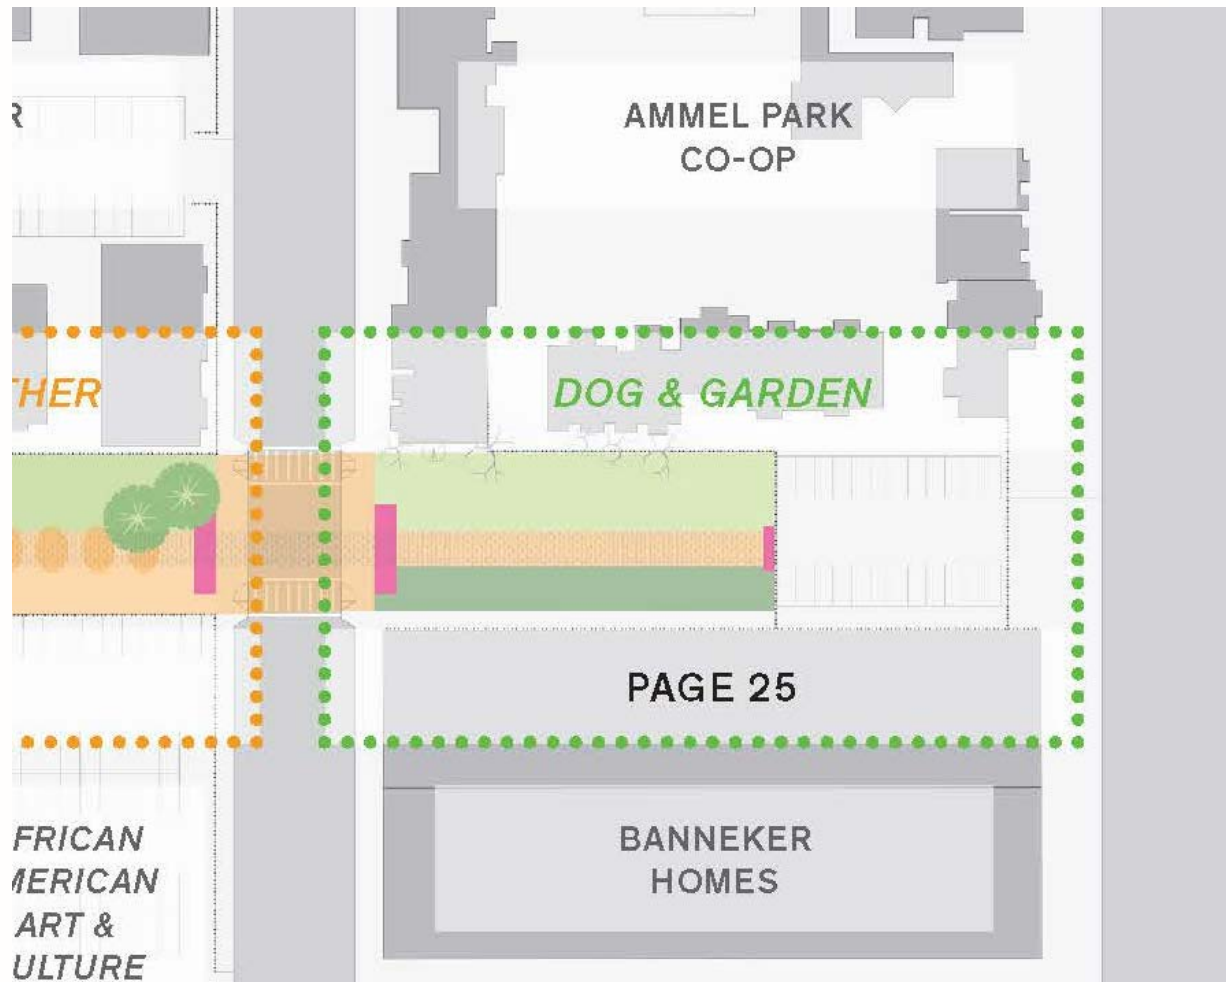 R
AMMEL PARK
CO-OP
THER
DOG & GARDEN
PAGE 25
BANNEKER
HOMES
FRICAN
MERICAN
ART &
ULTURE